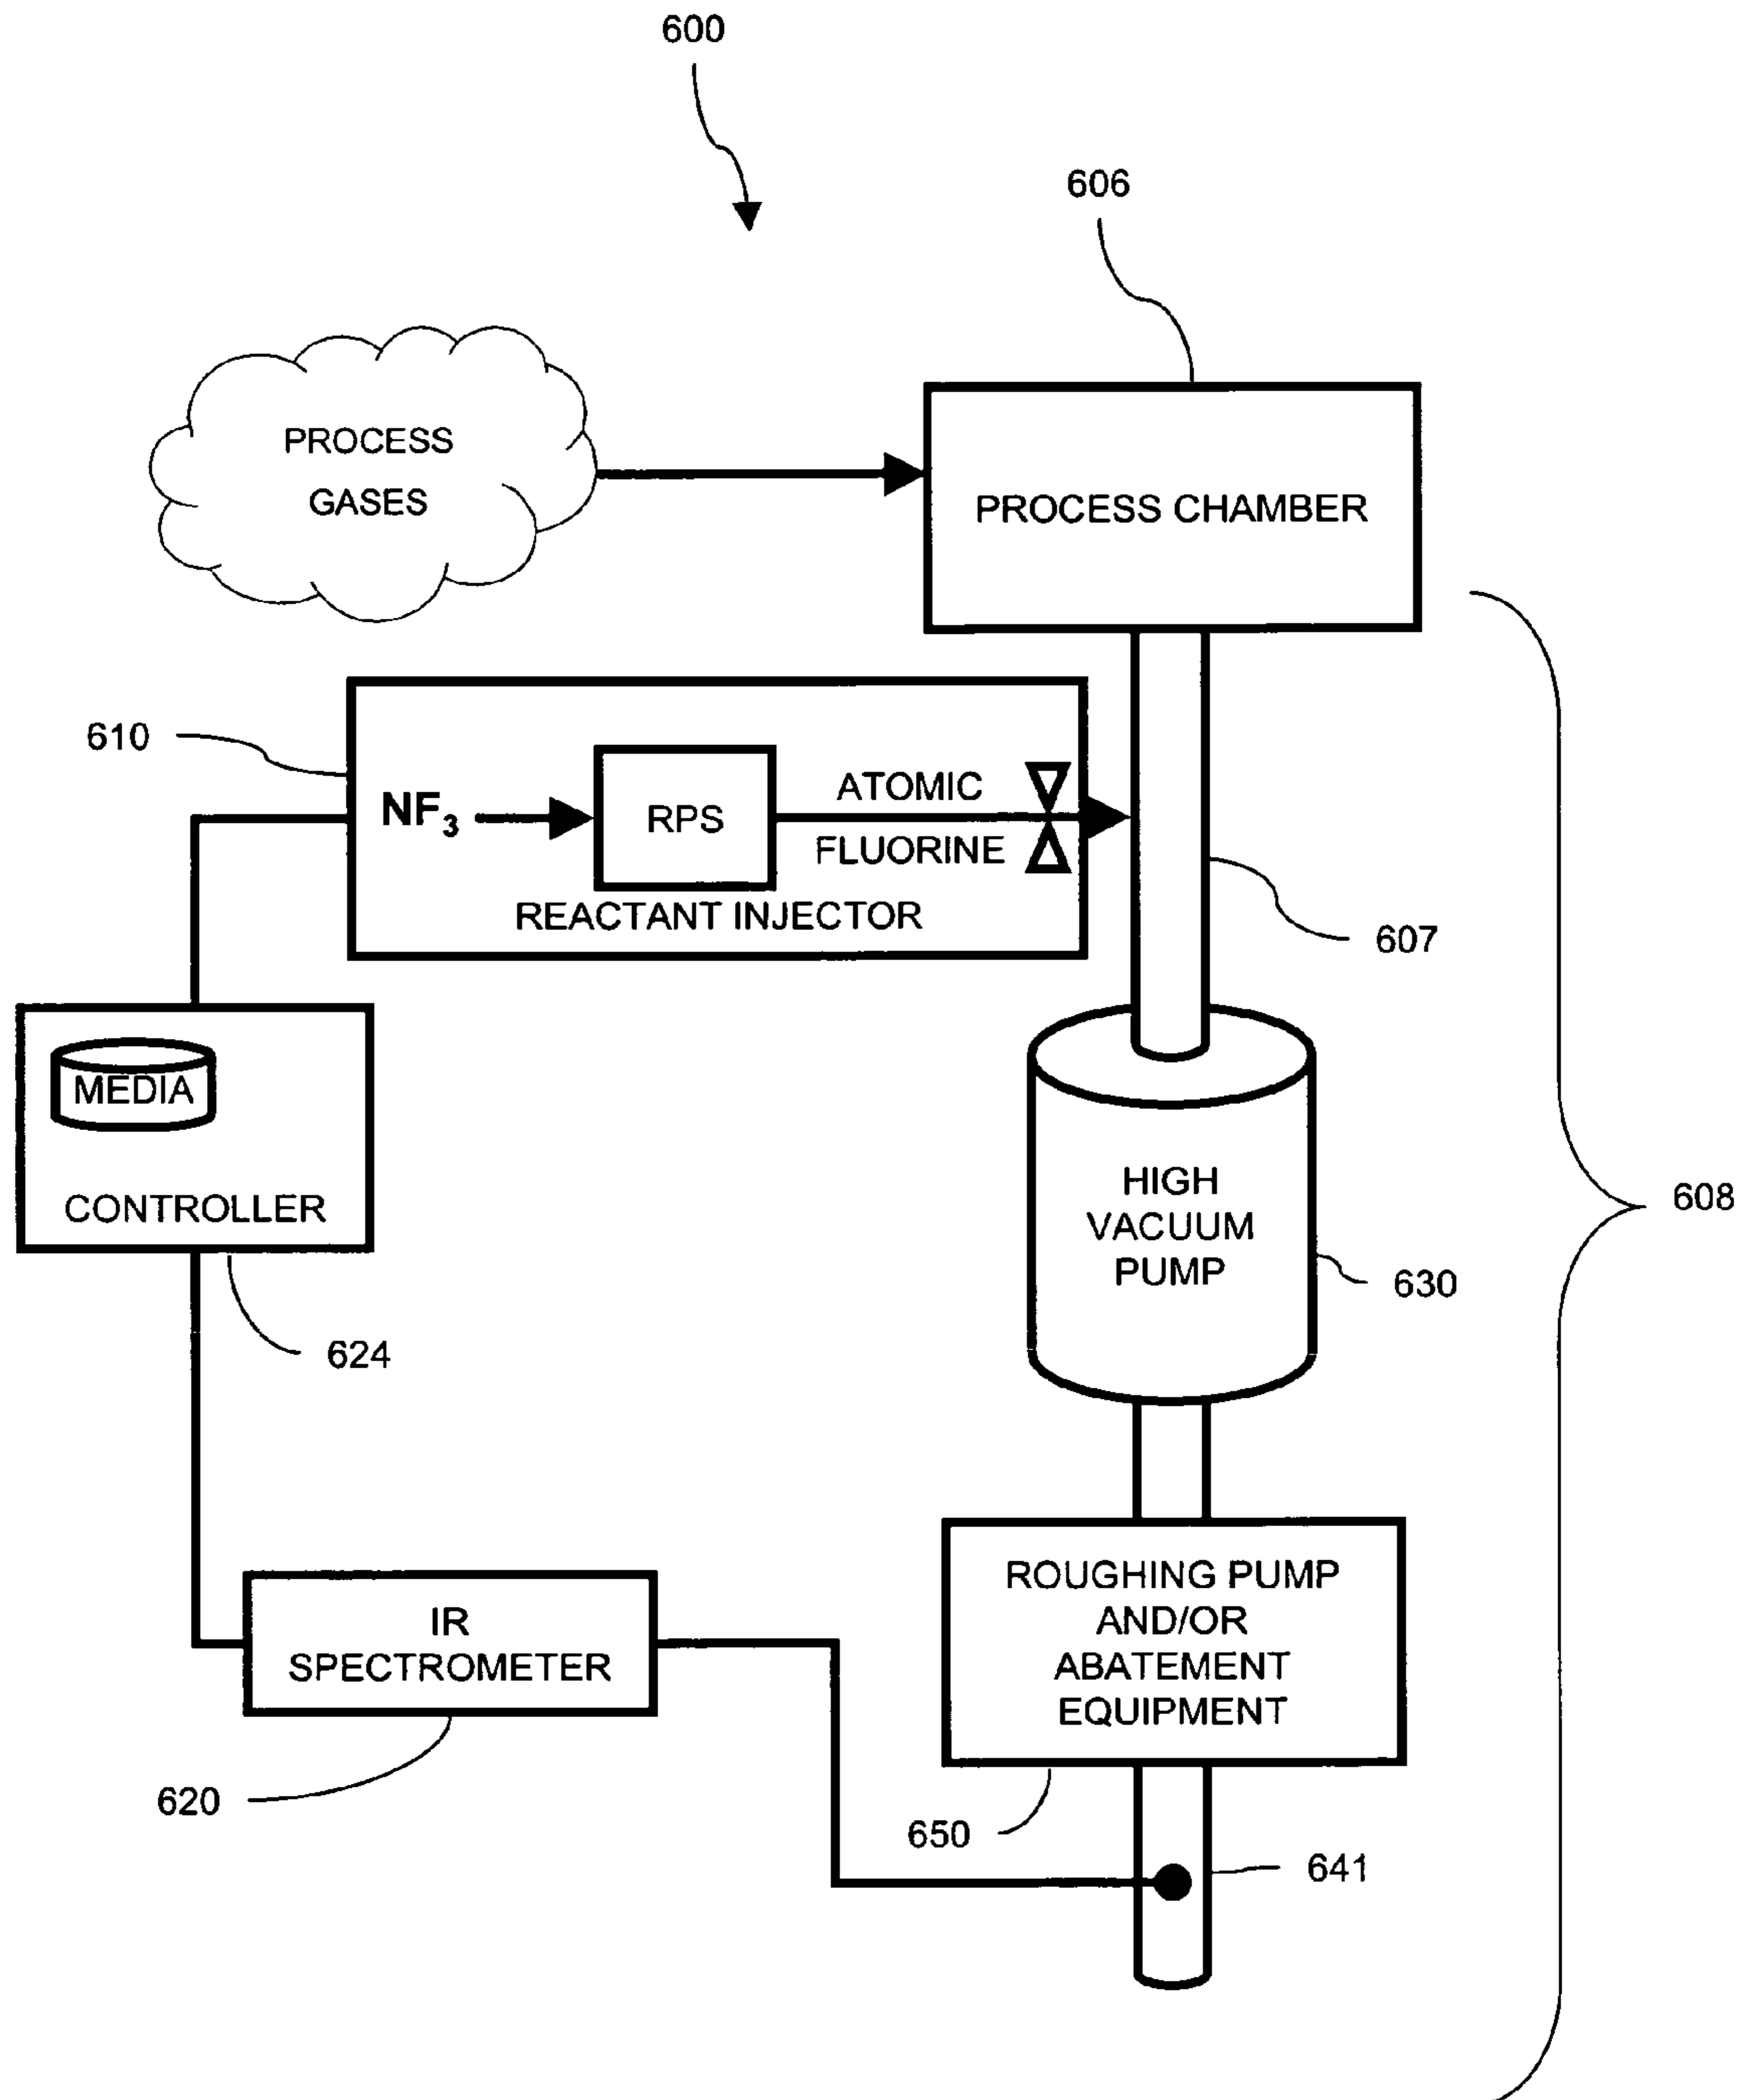 600
606
PROCESS
GASES
PROCESS CHAMBER
610
NF3
RPS
ATOMIC
FLUORINE
REACTANT INJECTOR
607
MEDIA
CONTROLLER
HIGH
VACUUM
PUMP
608
630
624
ROUGHING PUMP
AND/OR
ABATEMENT
EQUIPMENT
IR
SPECTROMETER
620
650
641